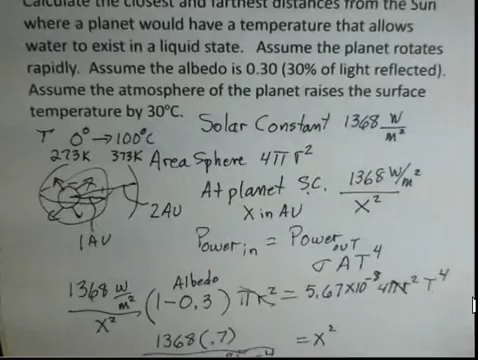 Calculate the closest and farthest distances from the Sun
where a planet would have a temperature that allows
water to exist in a liquid state. Assume the planet rotates
rapidly. Assume the albedo is 0.30 (30% of light reflected).
Assume the atmosphere of the planet raises the surface
temperature by 30°C.
Solar Constant 1368 W/m²
T 0° → 100°C
273K 373K Area Sphere 4πr²
At planet S.C. 1368 W/m² / X²
X in AU
2AU
1AU
Power in = Power out
σAT⁴
Albedo
1368 W/m² / X² (1-0.3) πr² = 5.67×10⁻⁸ 4πr² T⁴
1368(.7) = X²